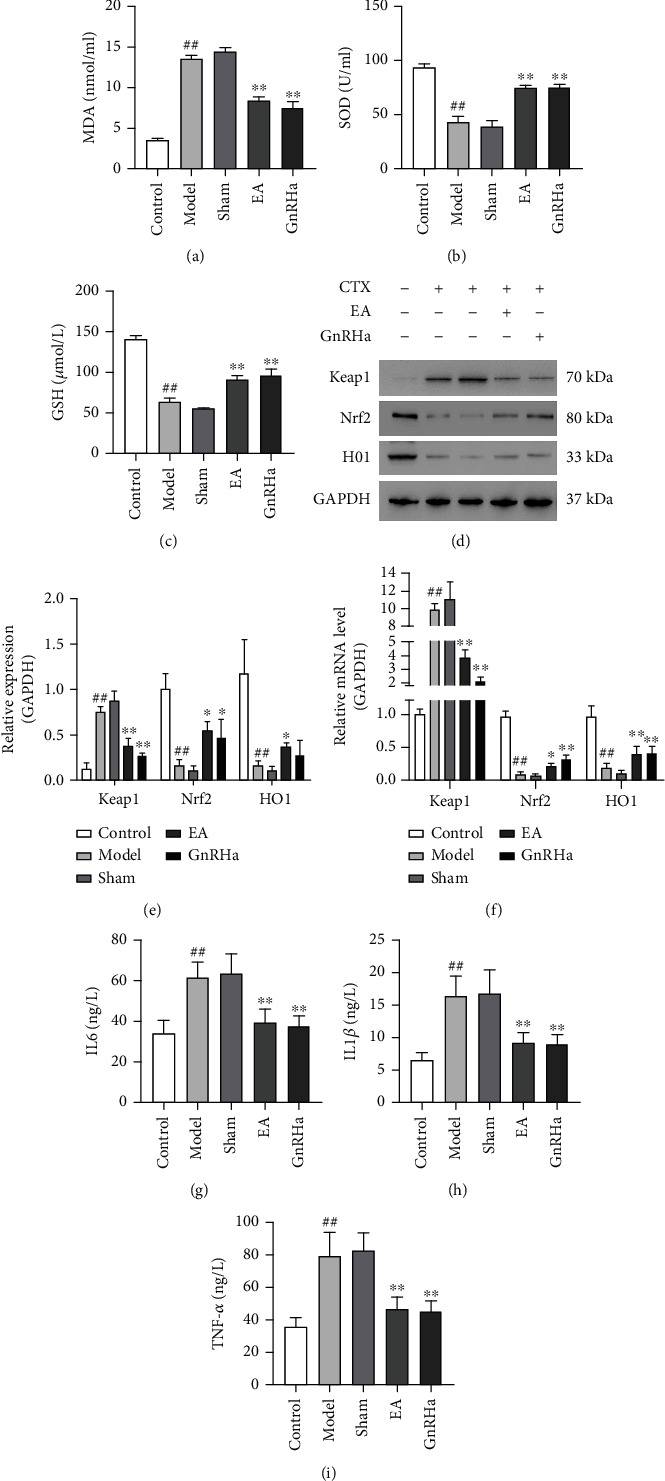 15
10
5
0
MDA (nmol/ml)
##
**
**
Control
Model
Sham
EA
GnRHa
(a)
150
100
50
0
SOD (U/ml)
##
**
**
Control
Model
Sham
EA
GnRHa
(b)
200
150
100
50
0
GSH (μmol/L)
##
**
**
Control
Model
Sham
EA
GnRHa
(c)
CTX – + + + +
EA – – – + –
GnRHa – – – – +
Keap1 70 kDa
Nrf2 80 kDa
H01 33 kDa
GAPDH 37 kDa
(d)
2.0
1.5
1.0
0.5
0.0
Relative expression
(GAPDH)
##
**
**
##
*
*
##
*
Keap1 Nrf2 HO1
Control EA
Model GnRHa
Sham
(e)
14
12
10
8
5
4
3
2
1.0
0.5
0.0
Relative mRNA level
(GAPDH)
##
**
**
##
*
**
##
**
**
Keap1 Nrf2 HO1
Control EA
Model GnRHa
Sham
(f)
80
60
40
20
0
IL6 (ng/L)
##
**
**
Control
Model
Sham
EA
GnRHa
(g)
25
20
15
10
5
0
IL1β (ng/L)
##
**
**
Control
Model
Sham
EA
GnRHa
(h)
100
80
60
40
20
0
TNF-α (ng/L)
##
**
**
Control
Model
Sham
EA
GnRHa
(i)